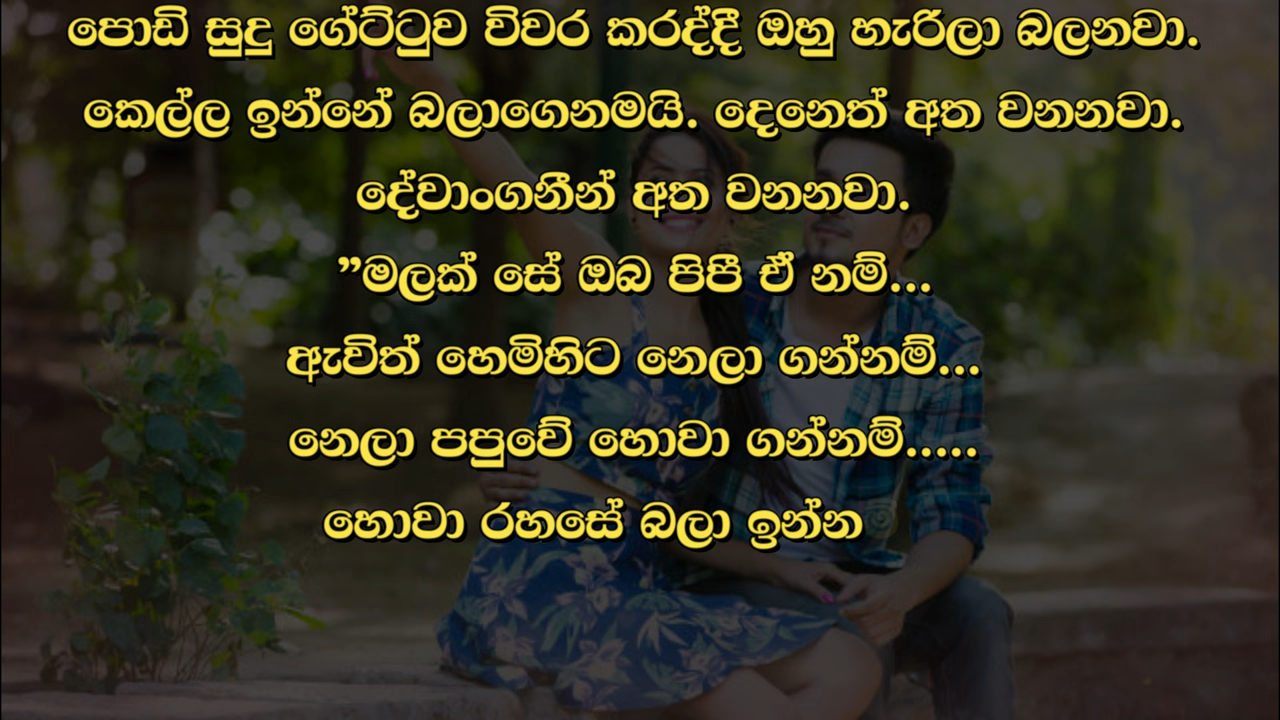 පොඩි සුදු ගේට්ටුව විවර කරද්දී ඔහු හැරිලා බලනවා.
කෙල්ල ඉන්නේ බලාගෙනමයි. දෙනෙත් අත වනනවා.
දේවාංගනීත් අත වනනවා.
”මලක් සේ ඔබ පිපී ඒ නම්...
ඇවිත් හෙමිහිට නෙලා ගන්නම්...
නෙලා පපුවේ හොවා ගන්නම්.....
හොවා රහසේ බලා ඉන්න